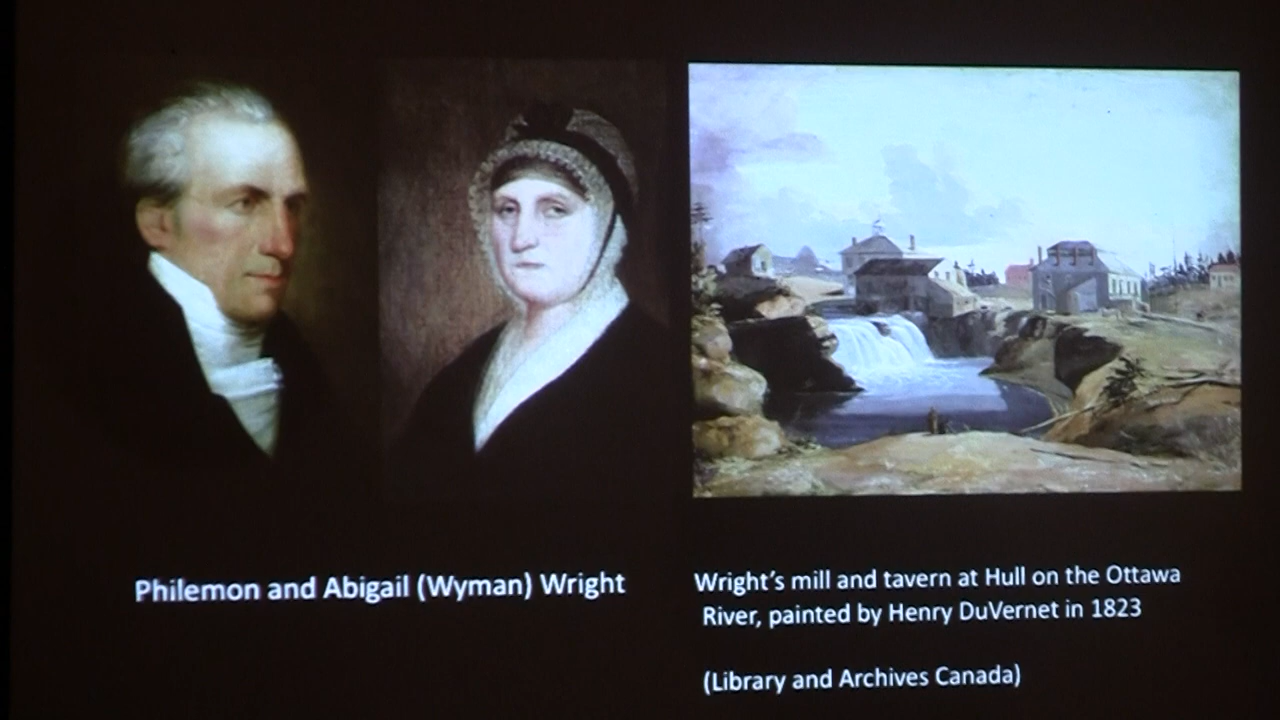 Philemon and Abigail (Wyman) Wright
Wright's mill and tavern at Hull on the Ottawa
River, painted by Henry DuVernet in 1823
(Library and Archives Canada)